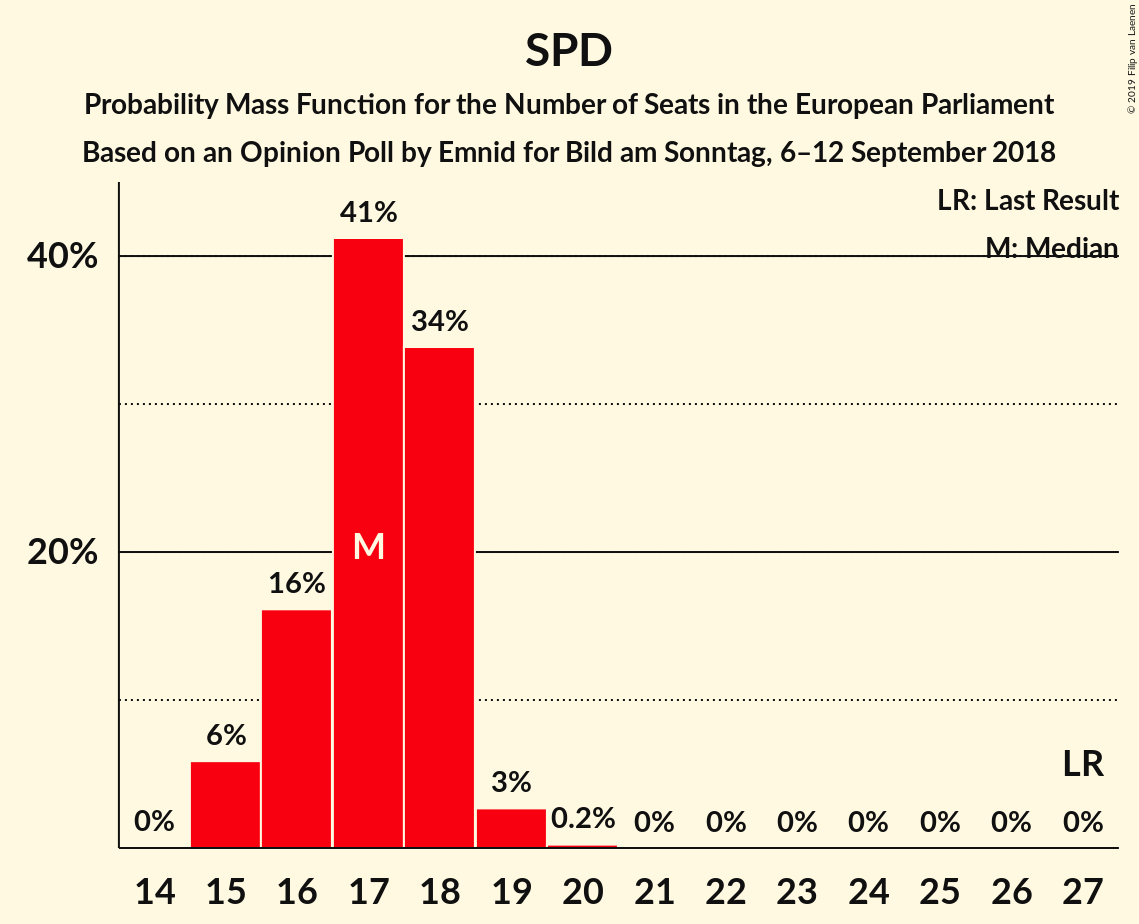 SPD
Probability Mass Function for the Number of Seats in the European Parliament
Based on an Opinion Poll by Emnid for Bild am Sonntag, 6–12 September 2018
© 2019 Filip van Laenen
LR: Last Result
M: Median
40%
20%
0%
6%
16%
41%
34%
3%
0.2%
0%
0%
0%
0%
0%
0%
0%
M
LR
14 15 16 17 18 19 20 21 22 23 24 25 26 27